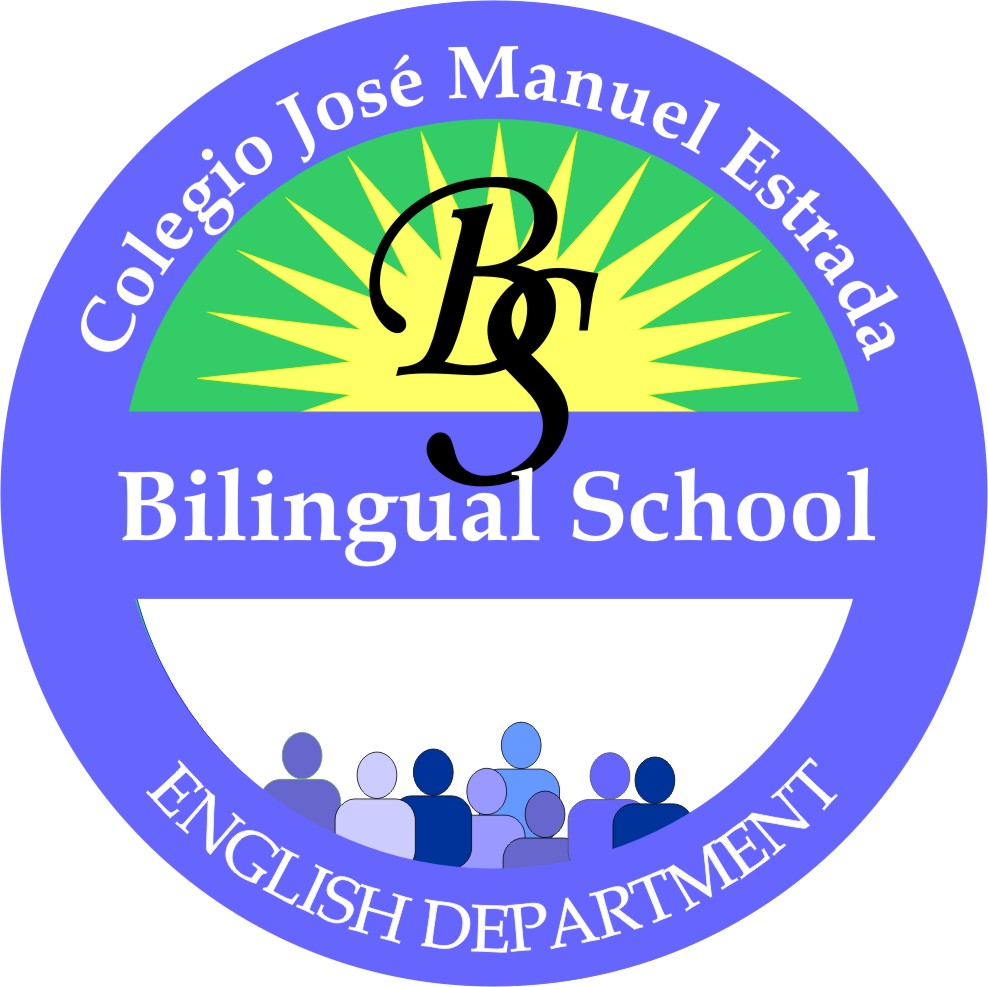 Colegio José Manuel Estrada
BS
Bilingual School
ENGLISH DEPARTMENT